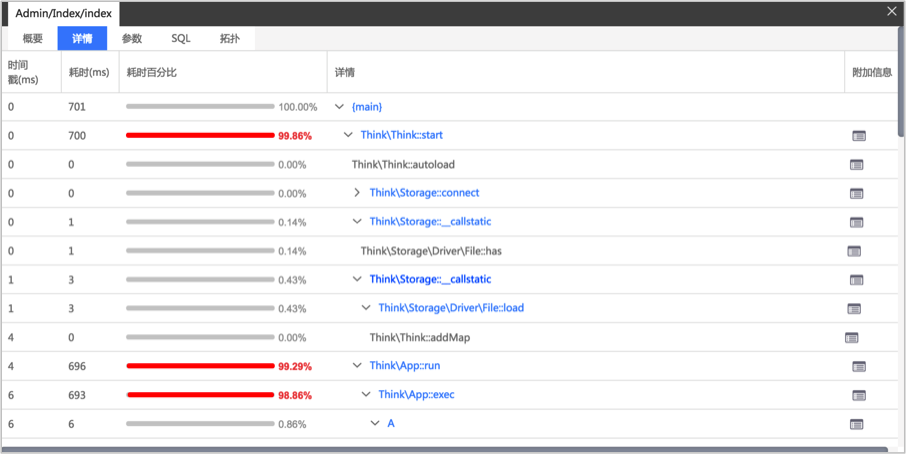 Admin/Index/index
概要 详情 参数 SQL 拓扑
时间戳(ms) 耗时(ms) 耗时百分比 详情 附加信息
0 701 100.00% {main}
0 700 99.86% Think\Think::start
0 0 0.00% Think\Think::autoload
0 0 0.00% Think\Storage::connect
0 1 0.14% Think\Storage::__callstatic
0 1 0.14% Think\Storage\Driver\File::has
1 3 0.43% Think\Storage::__callstatic
1 3 0.43% Think\Storage\Driver\File::load
4 0 0.00% Think\Think::addMap
4 696 99.29% Think\App::run
6 693 98.86% Think\App::exec
6 6 0.86% A